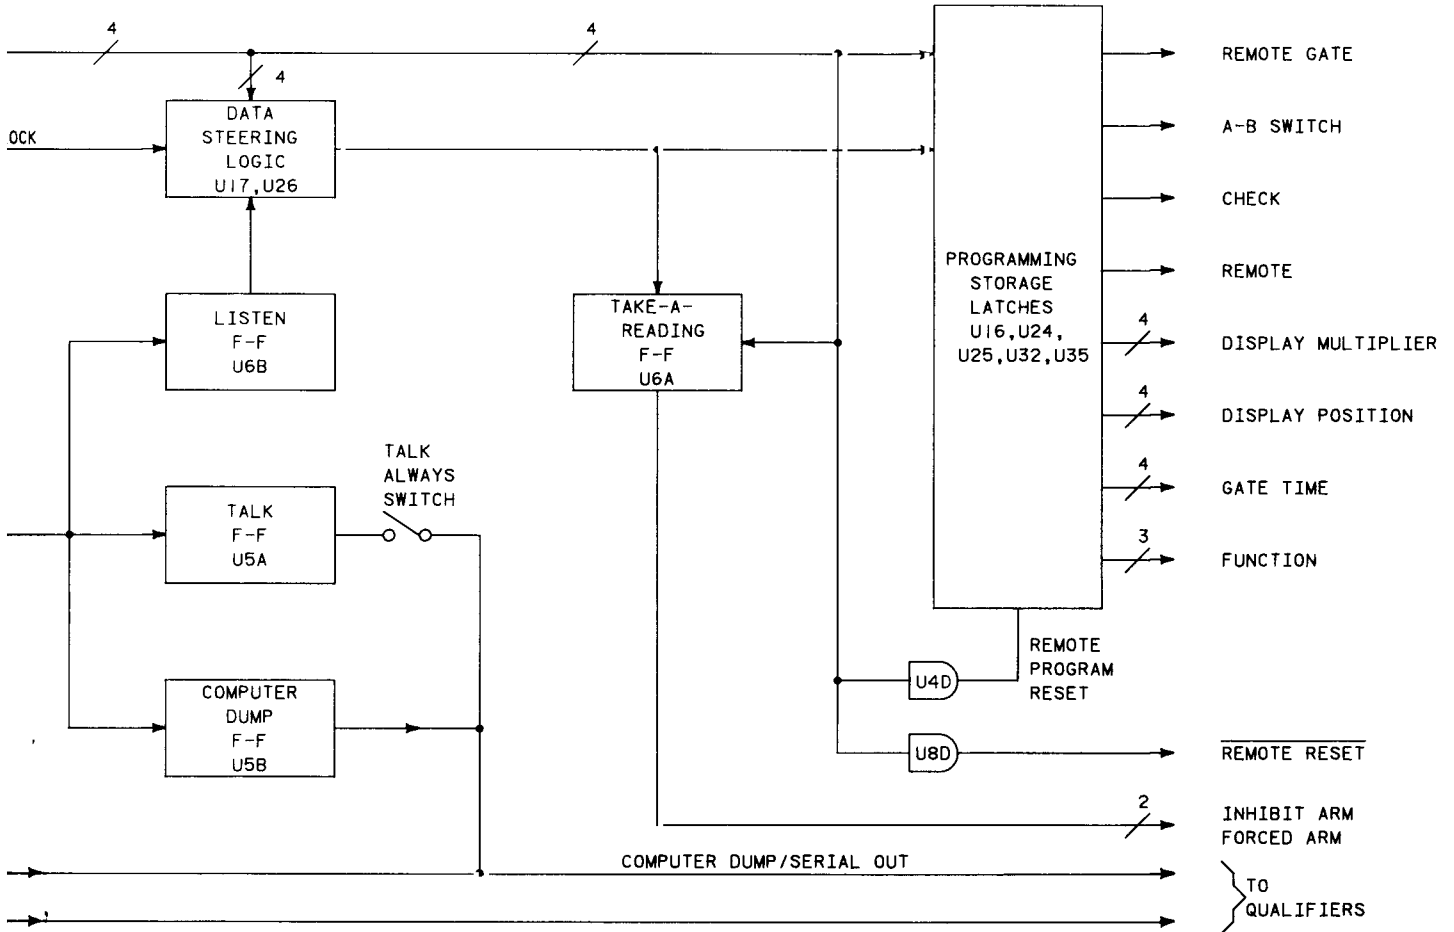 4
4
4
REMOTE GATE
DATA
STEERING
LOGIC
U17,U26
OCK
A-B SWITCH
CHECK
PROGRAMMING
STORAGE
LATCHES
U16,U24,
U25,U32,U35
REMOTE
LISTEN
F-F
U6B
TAKE-A-
READING
F-F
U6A
4
DISPLAY MULTIPLIER
4
DISPLAY POSITION
TALK
ALWAYS
SWITCH
4
GATE TIME
TALK
F-F
U5A
3
FUNCTION
REMOTE
PROGRAM
RESET
U4D
COMPUTER
DUMP
F-F
U5B
U8D
REMOTE RESET
2
INHIBIT ARM
FORCED ARM
COMPUTER DUMP/SERIAL OUT
TO
QUALIFIERS